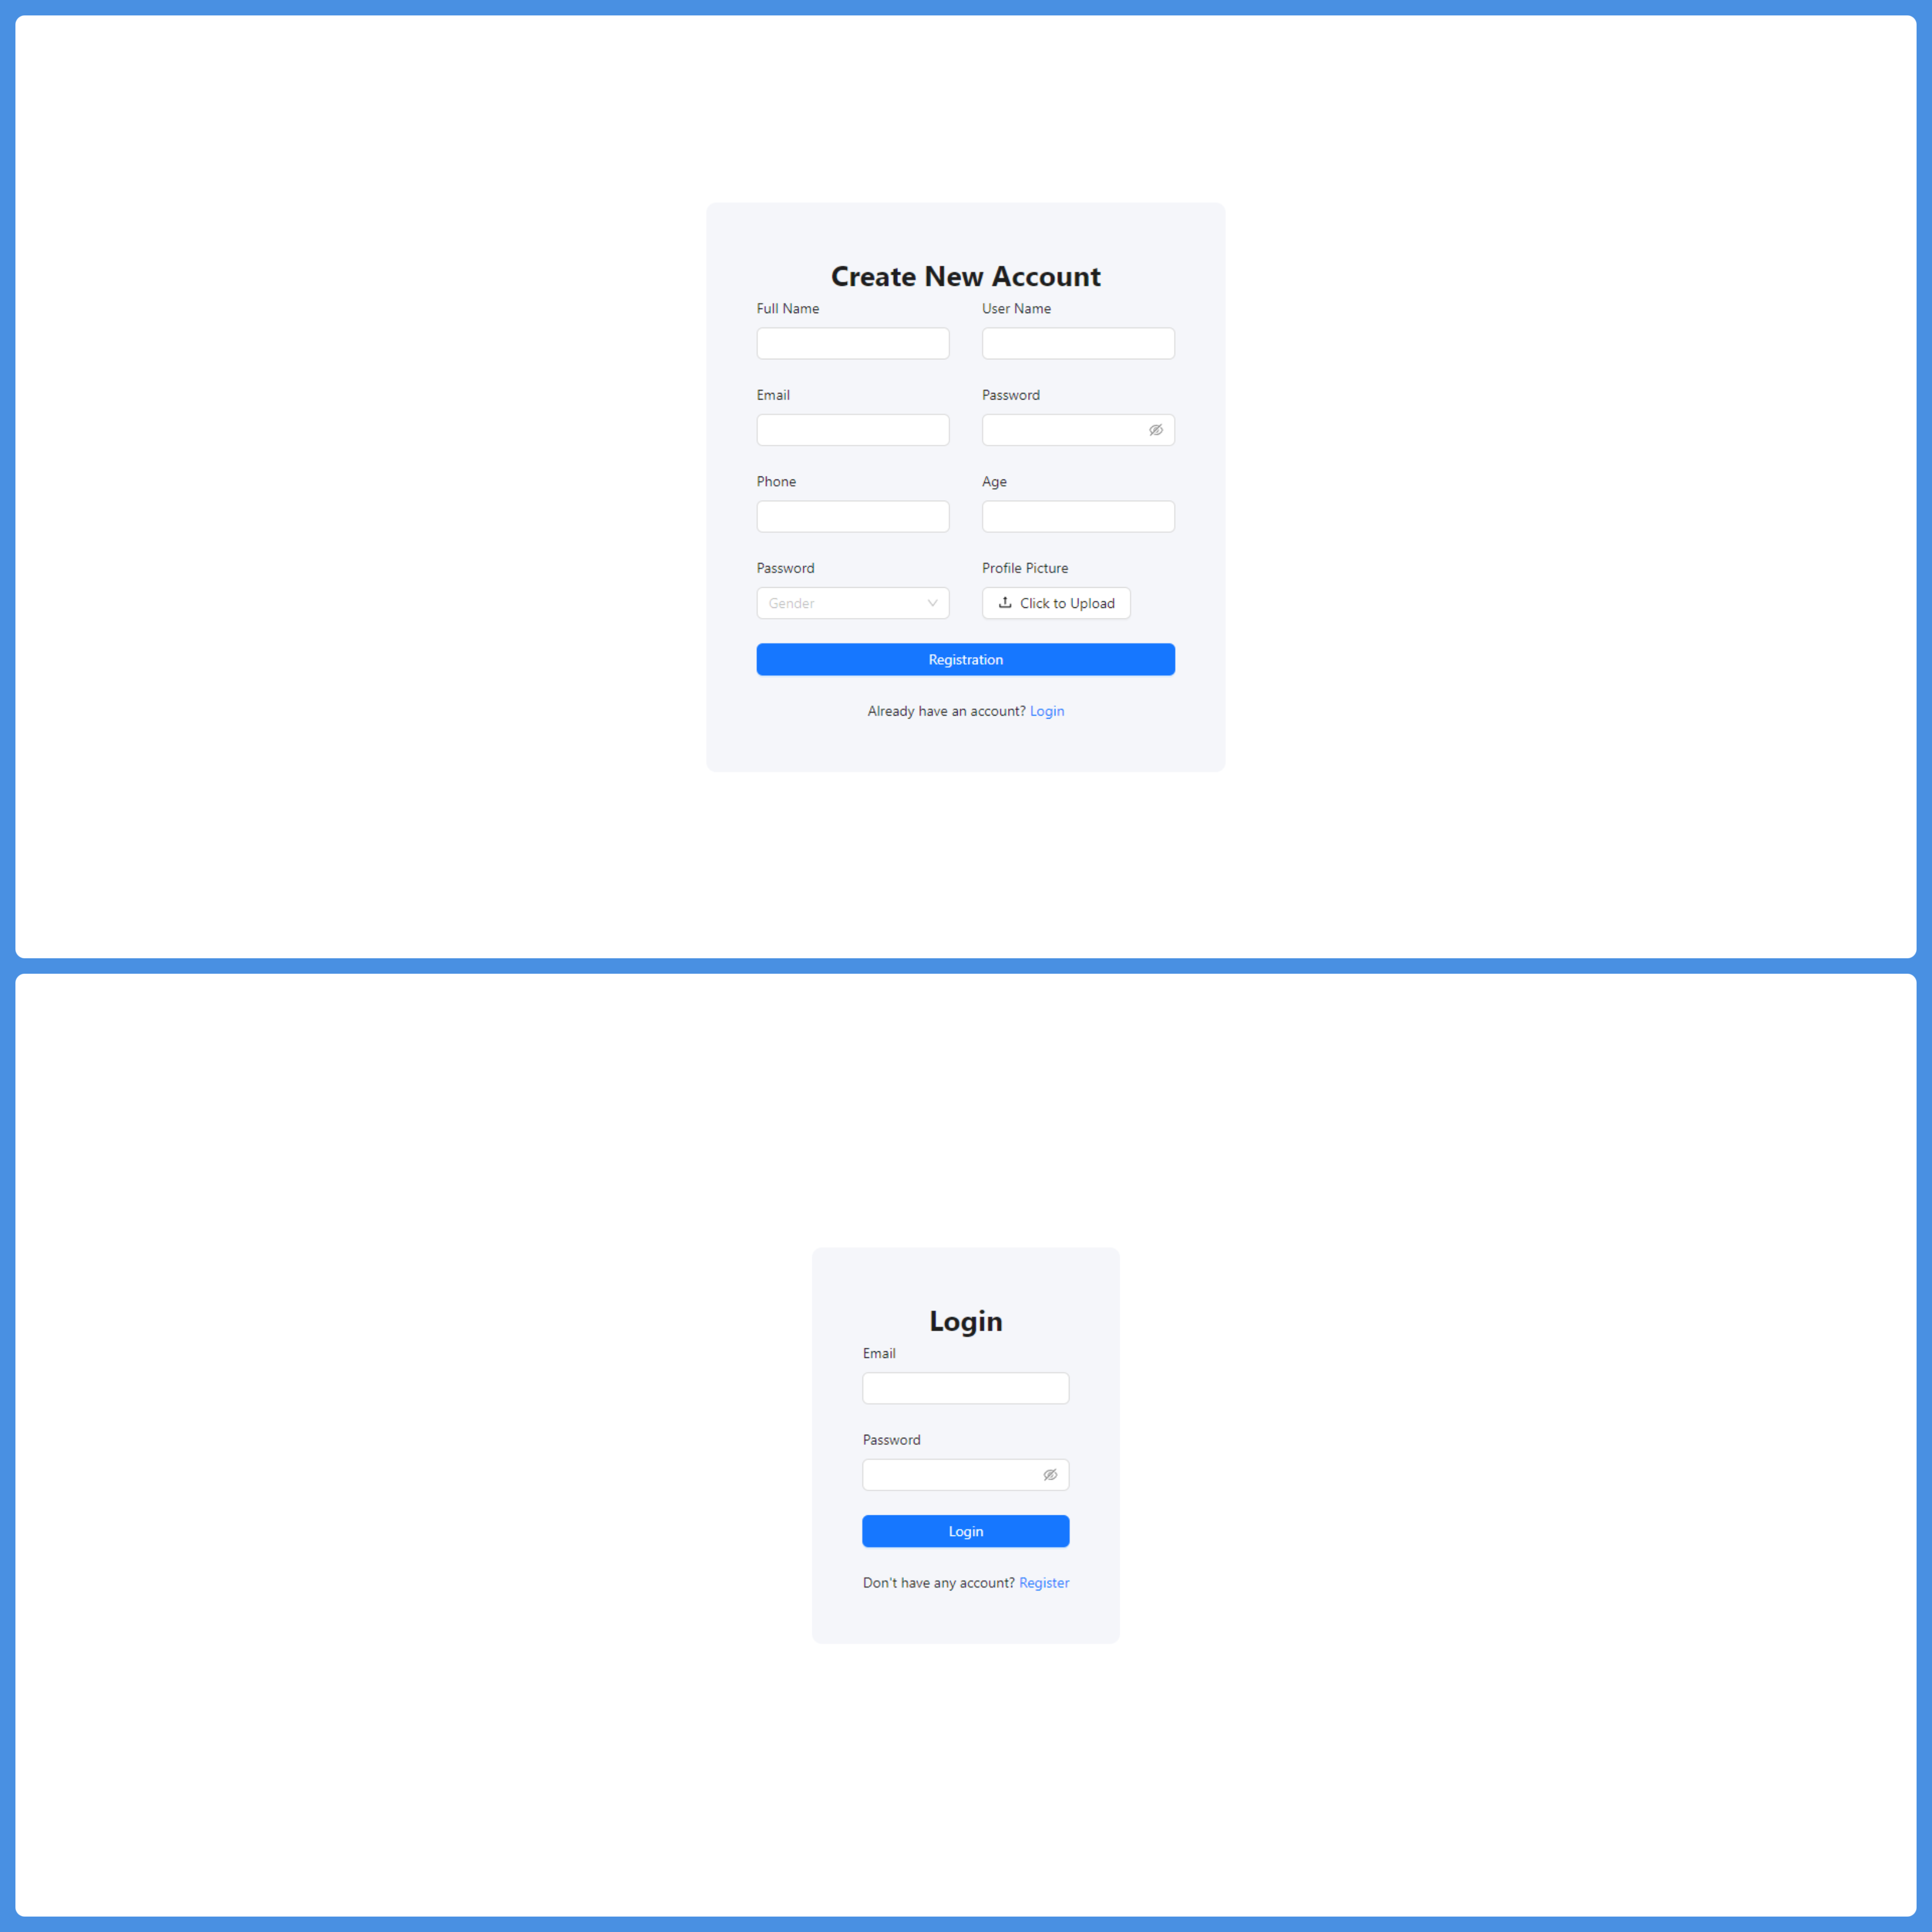 Create New Account
Full Name User Name
Email Password
Phone Age
Password Profile Picture
Gender Click to Upload
Registration
Already have an account? Login
Login
Email
Password
Login
Don't have any account? Register